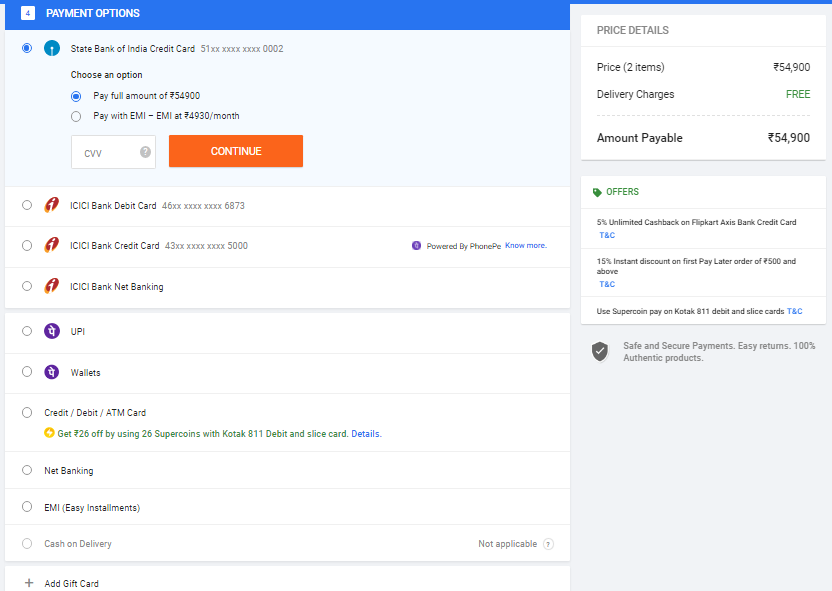 4 PAYMENT OPTIONS
State Bank of India Credit Card 51xx xxxx xxxx 0002
Choose an option
Pay full amount of ₹54900
Pay with EMI – EMI at ₹4930/month
CVV ?
CONTINUE
ICICI Bank Debit Card 46xx xxxx xxxx 6873
ICICI Bank Credit Card 43xx xxxx xxxx 5000
Powered By PhonePe Know more.
ICICI Bank Net Banking
UPI
Wallets
Credit / Debit / ATM Card
Get ₹26 off by using 26 Supercoins with Kotak 811 Debit and slice card. Details.
Net Banking
EMI (Easy Installments)
Cash on Delivery
Not applicable ?
+ Add Gift Card
PRICE DETAILS
Price (2 items) ₹54,900
Delivery Charges FREE
Amount Payable ₹54,900
OFFERS
5% Unlimited Cashback on Flipkart Axis Bank Credit Card
T&C
15% Instant discount on first Pay Later order of ₹500 and
above
T&C
Use Supercoin pay on Kotak 811 debit and slice cards T&C
Safe and Secure Payments. Easy returns. 100%
Authentic products.